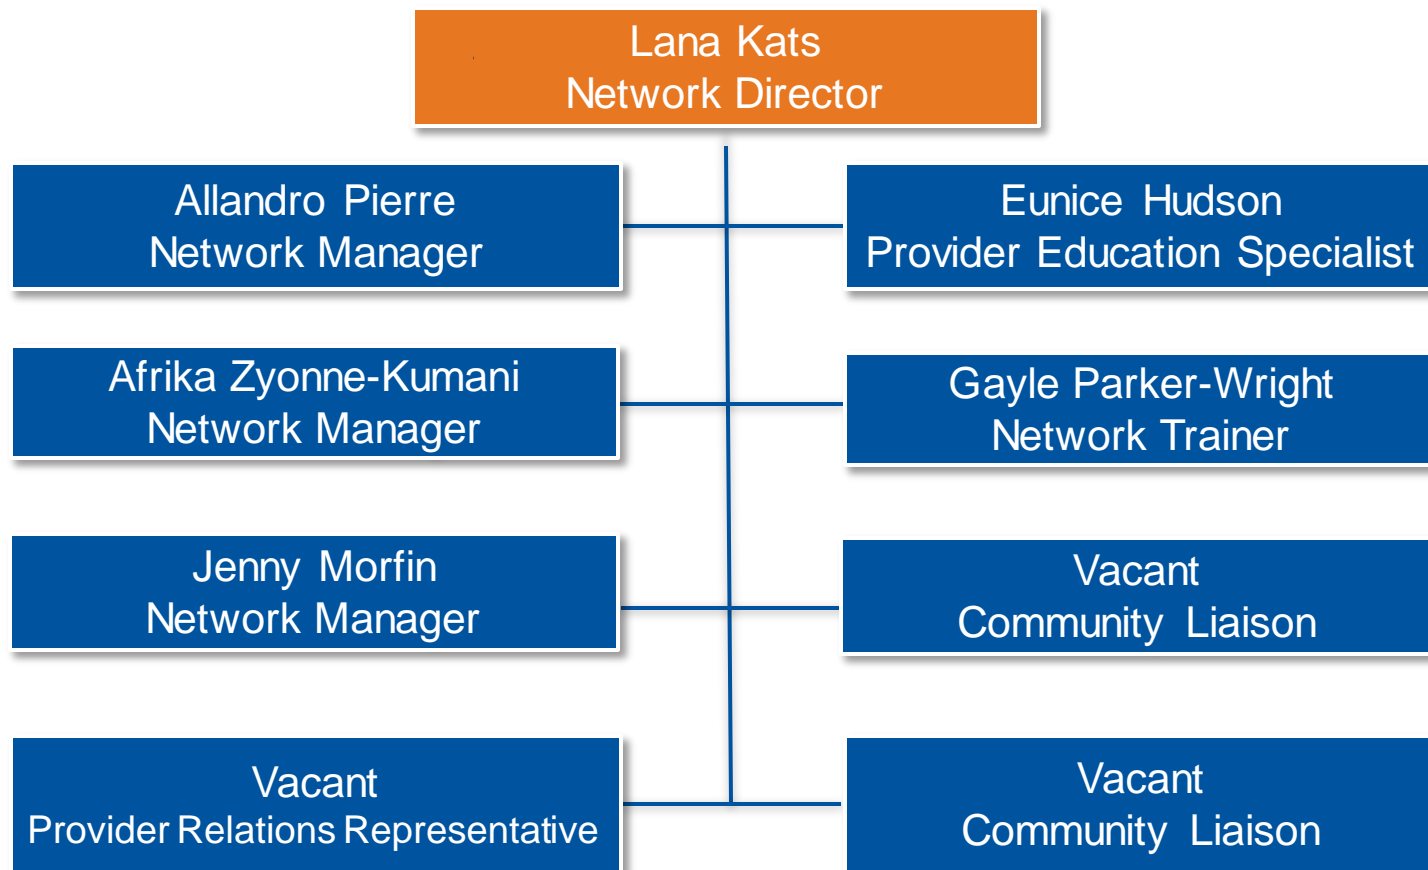 Lana Kats
Network Director
Allandro Pierre
Network Manager
Eunice Hudson
Provider Education Specialist
Afrika Zyonne-Kumani
Network Manager
Gayle Parker-Wright
Network Trainer
Jenny Morfin
Network Manager
Vacant
Community Liaison
Vacant
Provider Relations Representative
Vacant
Community Liaison